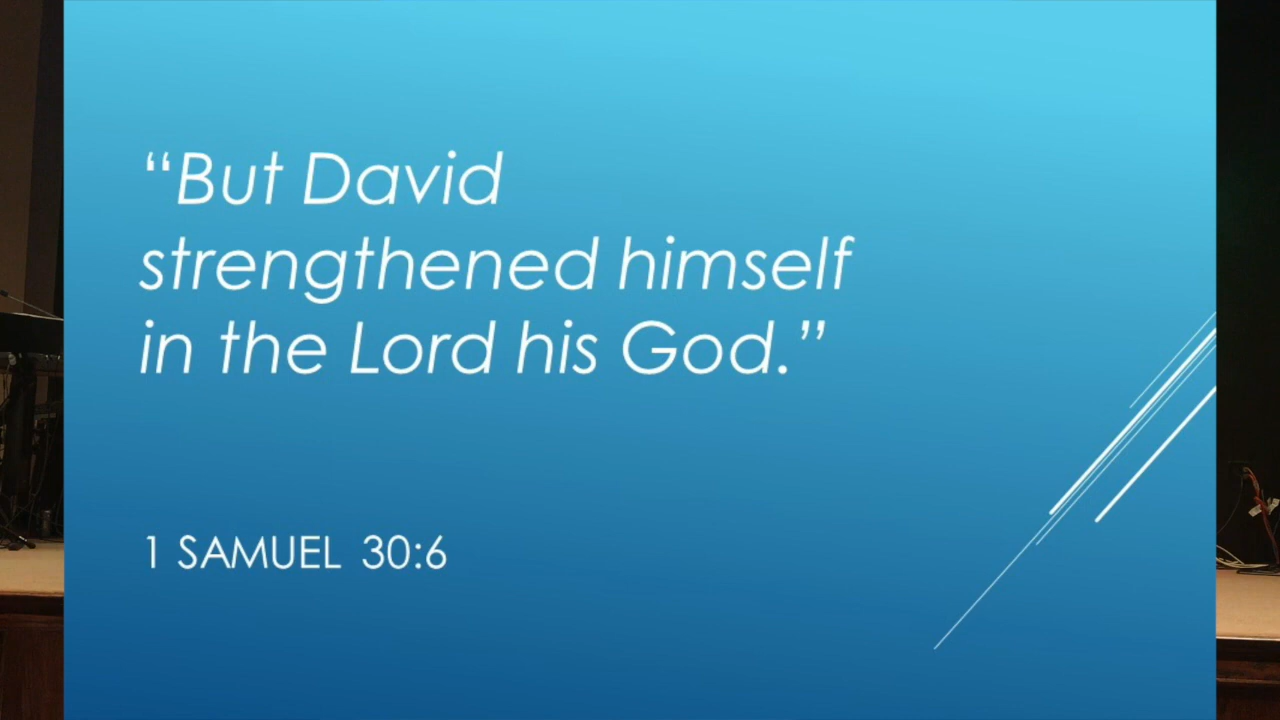 “But David
strengthened himself
in the Lord his God.”
1 SAMUEL 30:6